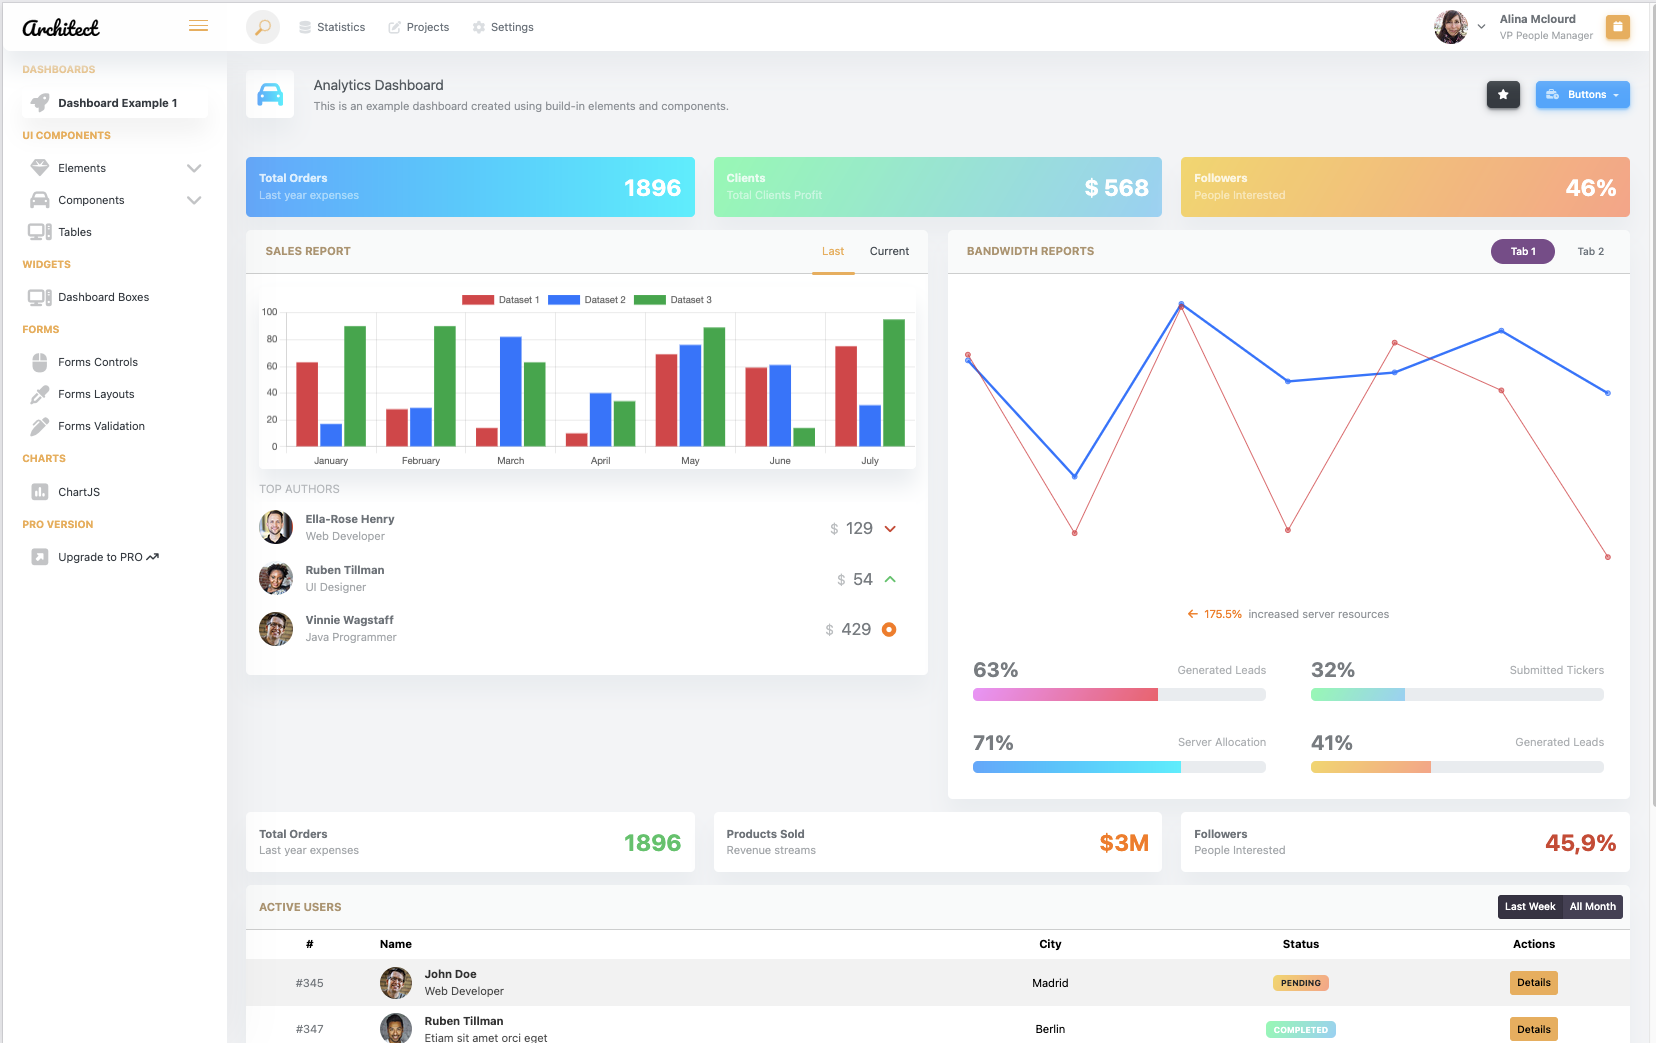 Architect
Statistics
Projects
Settings
Alina Mclourd
VP People Manager
DASHBOARDS
Dashboard Example 1
UI COMPONENTS
Elements
Components
Tables
WIDGETS
Dashboard Boxes
FORMS
Forms Controls
Forms Layouts
Forms Validation
CHARTS
ChartJS
PRO VERSION
Upgrade to PRO
Analytics Dashboard
This is an example dashboard created using build-in elements and components.
Buttons
Total Orders
Last year expenses
1896
Clients
Total Clients Profit
$ 568
Followers
People Interested
46%
SALES REPORT
Last
Current
Dataset 1
Dataset 2
Dataset 3
100
80
60
40
20
0
January
February
March
April
May
June
July
TOP AUTHORS
Ella-Rose Henry
Web Developer
$ 129
Ruben Tillman
UI Designer
$ 54
Vinnie Wagstaff
Java Programmer
$ 429
BANDWIDTH REPORTS
Tab 1
Tab 2
175.5% increased server resources
63%
Generated Leads
32%
Submitted Tickers
71%
Server Allocation
41%
Generated Leads
Total Orders
Last year expenses
1896
Products Sold
Revenue streams
$3M
Followers
People Interested
45,9%
ACTIVE USERS
Last Week
All Month
# Name City Status Actions
#345
John Doe
Web Developer
Madrid
PENDING
Details
#347
Ruben Tillman
Etiam sit amet orci eget
Berlin
COMPLETED
Details